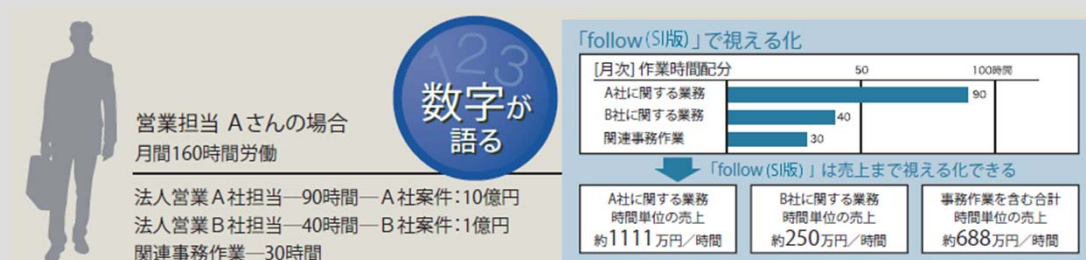 123
数字が
語る
営業担当 Aさんの場合
月間160時間労働
法人営業A社担当―90時間―A社案件:10億円
法人営業B社担当―40時間―B社案件:1億円
関連事務作業―30時間
「follow(SI版)」で視える化
[月次] 作業時間配分
50
100時間
A社に関する業務
90
B社に関する業務
40
関連事務作業
30
「follow(SI版) 」は売上まで視える化できる
A社に関する業務
時間単位の売上
約1111万円/時間
B社に関する業務
時間単位の売上
約250万円/時間
事務作業を含む合計
時間単位の売上
約688万円/時間